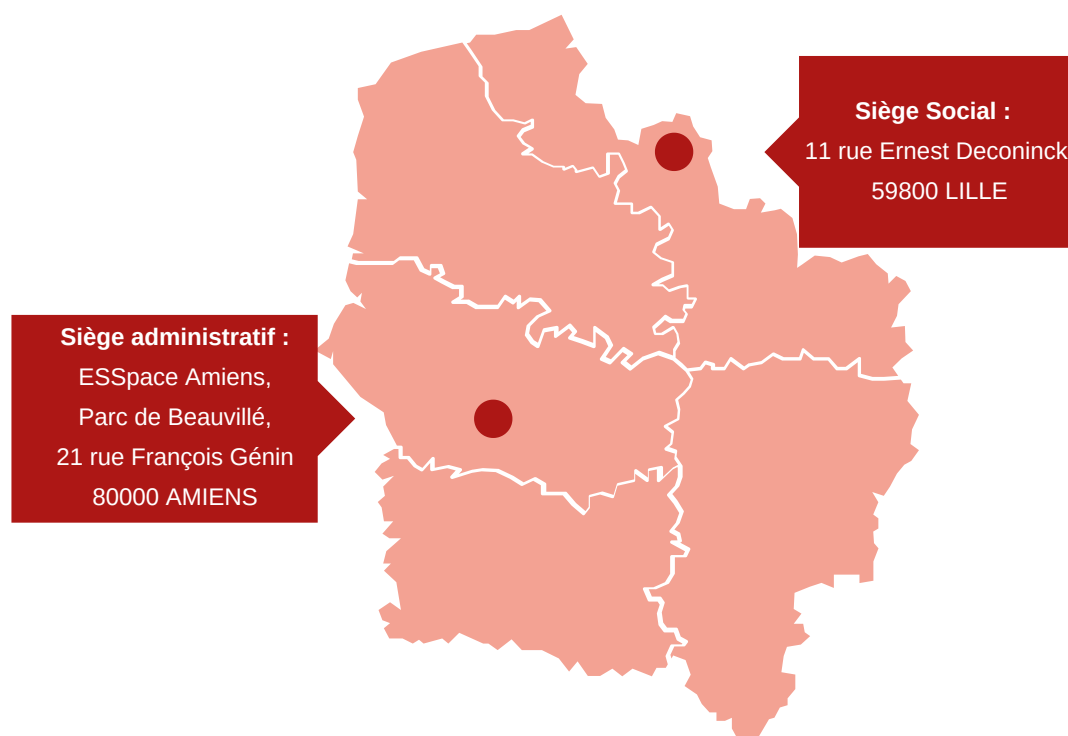 Siège Social :
11 rue Ernest Deconinck
59800 LILLE
Siège administratif :
ESSpace Amiens,
Parc de Beauvillé,
21 rue François Génin
80000 AMIENS